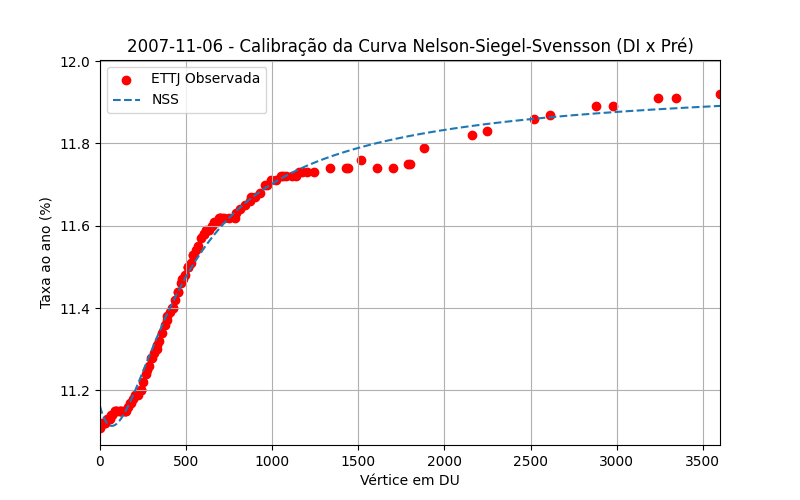 2007-11-06 - Calibração da Curva Nelson-Siegel-Svensson (DI x Pré)
12.0
11.8
11.6
11.4
11.2
Taxa ao ano (%)
ETTJ Observada
NSS
0
500
1000
1500
2000
2500
3000
3500
Vértice em DU